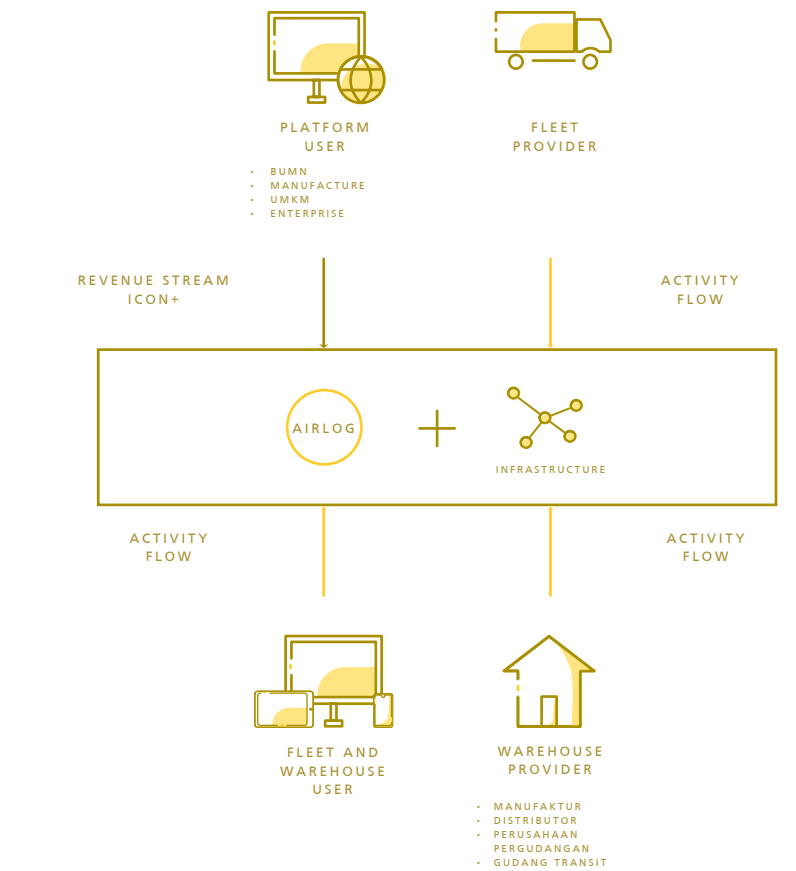 PLATFORM
USER
• BUMN
• MANUFACTURE
• UMKM
• ENTERPRISE
FLEET
PROVIDER
REVENUE STREAM
ICON+
ACTIVITY
FLOW
AIRLOG
INFRASTRUCTURE
ACTIVITY
FLOW
ACTIVITY
FLOW
FLEET AND
WAREHOUSE
USER
WAREHOUSE
PROVIDER
• MANUFAKTUR
• DISTRIBUTOR
• PERUSAHAAN
PERGUDANGAN
• GUDANG TRANSIT